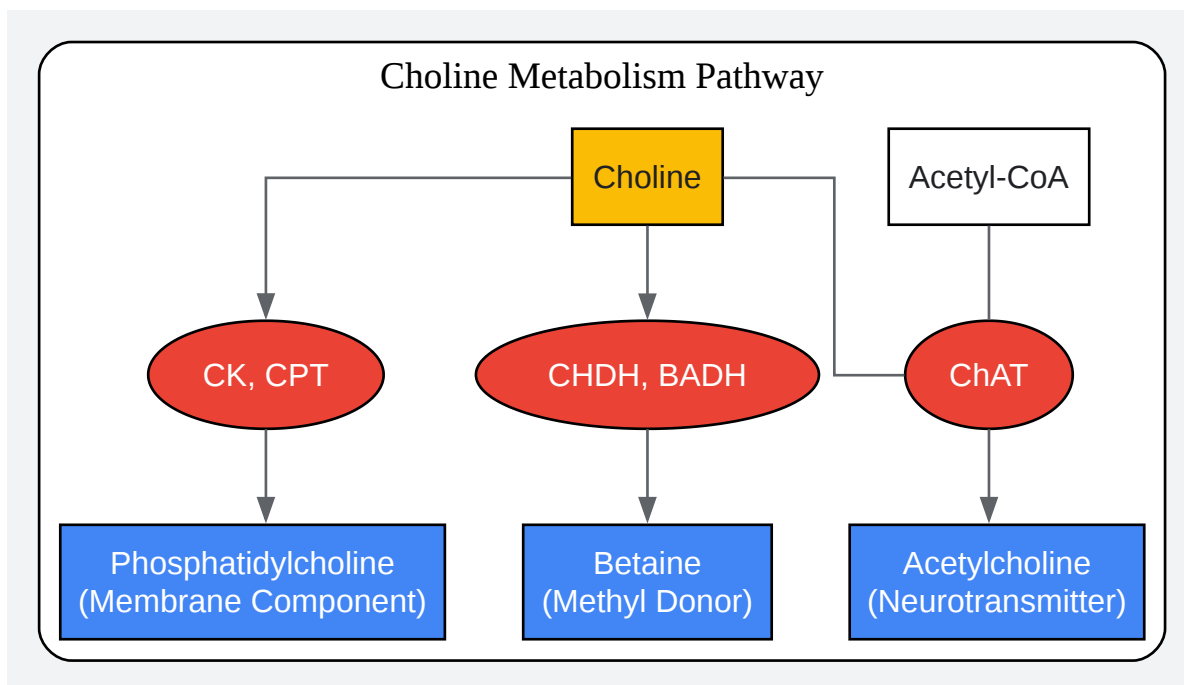 Choline Metabolism Pathway
Choline
Acetyl-CoA
CK, CPT
CHDH, BADH
ChAT
Phosphatidylcholine
(Membrane Component)
Betaine
(Methyl Donor)
Acetylcholine
(Neurotransmitter)